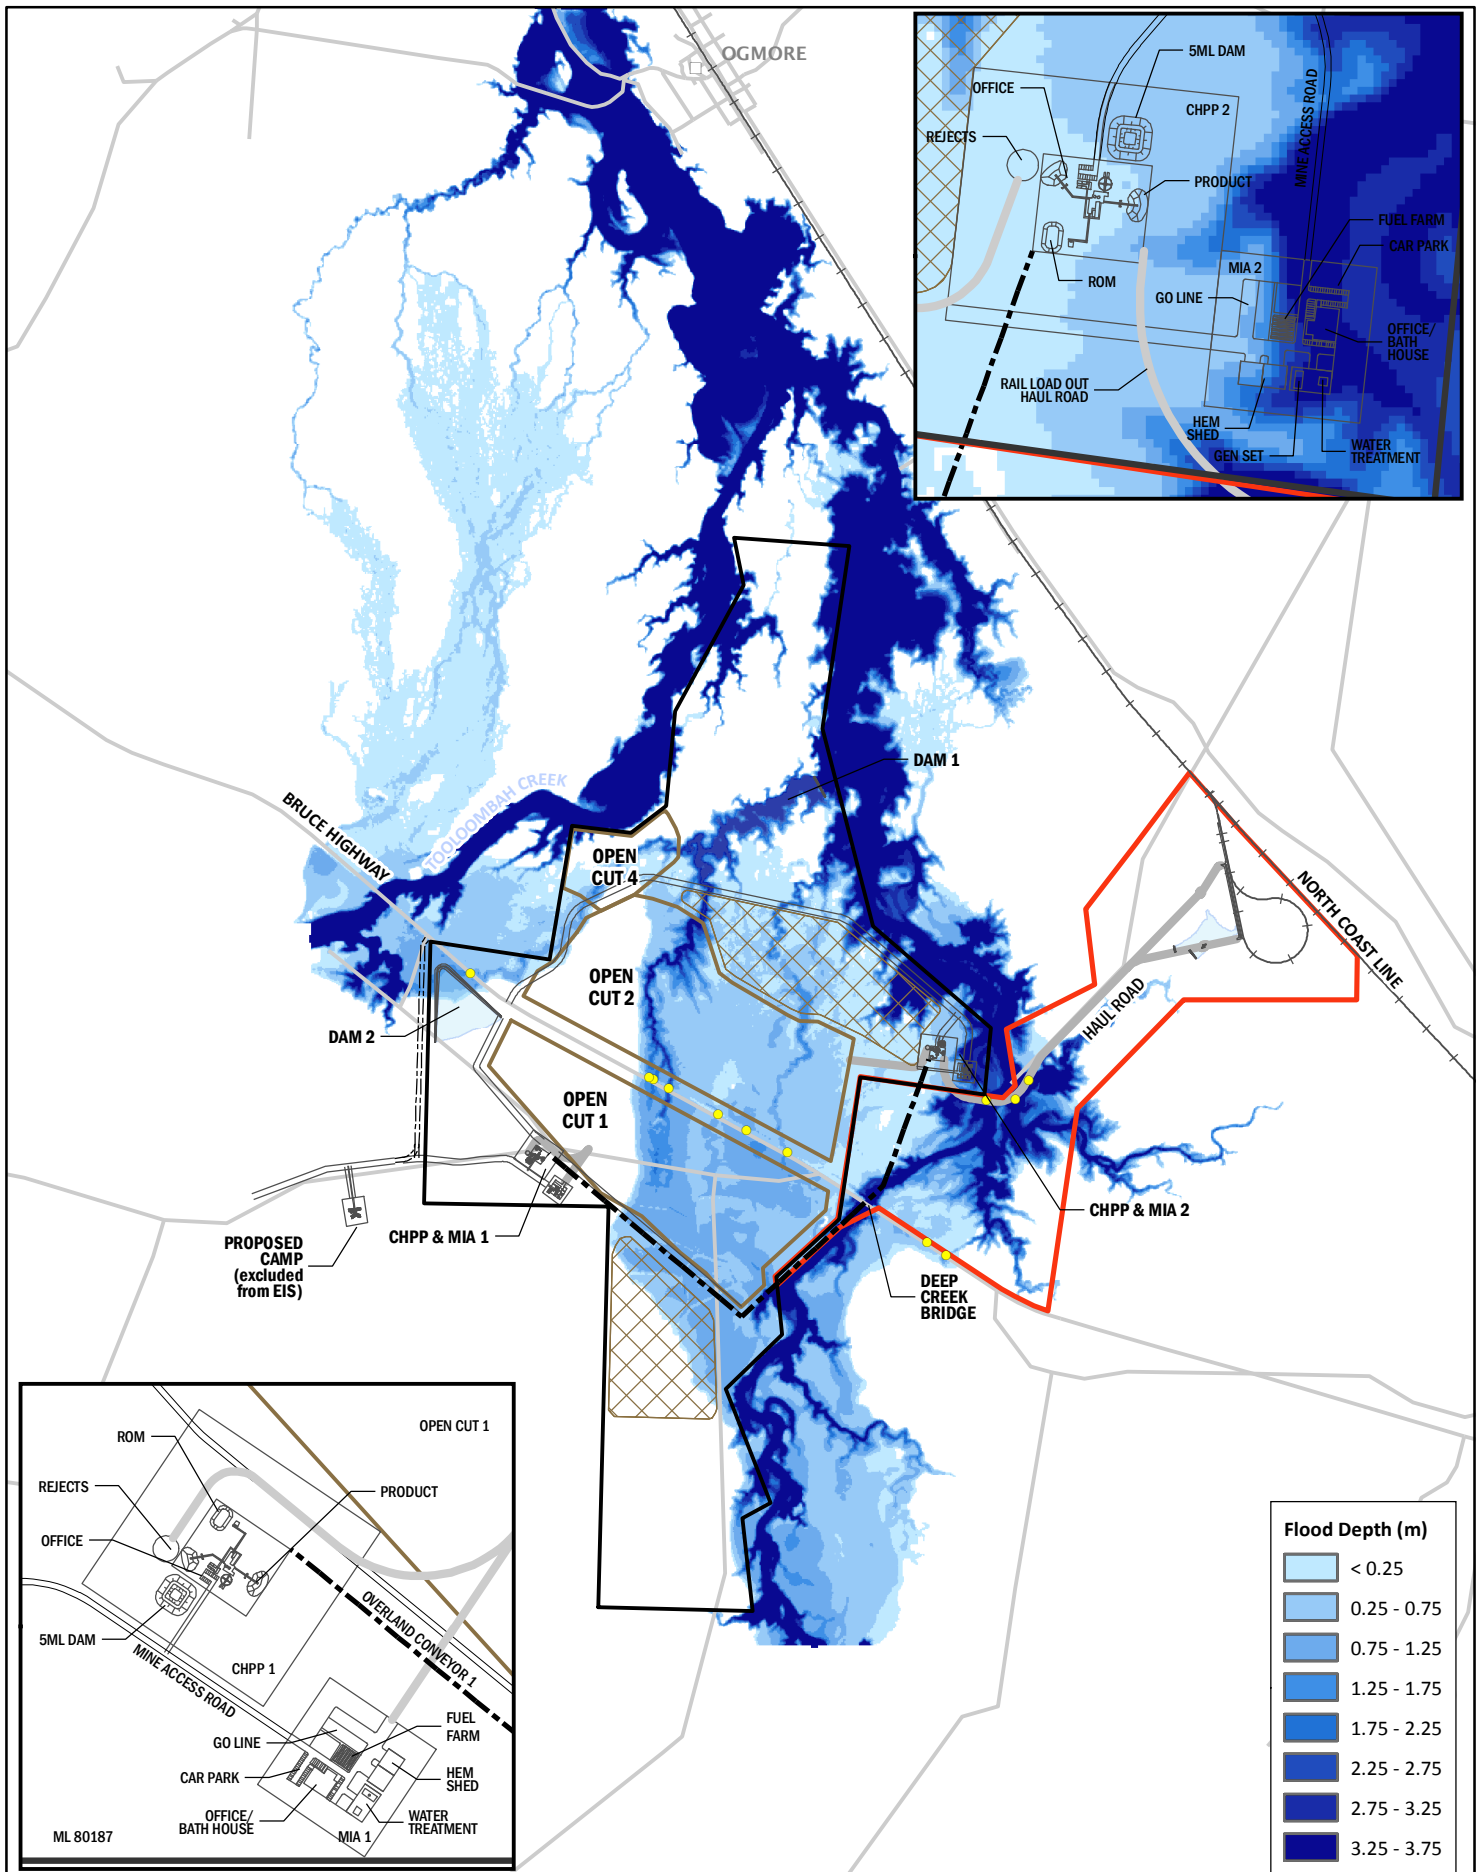 OGMORE
5ML DAM
OFFICE
CHPP 2
REJECTS
MINE ACCESS ROAD
PRODUCT
FUEL FARM
CAR PARK
MIA 2
ROM
GO LINE
OFFICE/
BATH
HOUSE
RAIL LOAD OUT
HAUL ROAD
HEM
SHED
GEN SET
WATER
TREATMENT
DAM 1
TOOLOOMBAH CREEK
BRUCE HIGHWAY
OPEN
CUT 4
NORTH COAST LINE
OPEN
CUT 2
HAUL ROAD
DAM 2
OPEN
CUT 1
CHPP & MIA 2
CHPP & MIA 1
PROPOSED
CAMP
(excluded
from EIS)
DEEP
CREEK
BRIDGE
OPEN CUT 1
ROM
REJECTS
PRODUCT
OFFICE
OVERLAND CONVEYOR 1
5ML DAM
MINE ACCESS ROAD
CHPP 1
FUEL
FARM
GO LINE
CAR PARK
HEM
SHED
OFFICE/
BATH HOUSE
WATER
TREATMENT
ML 80187
MIA 1
Flood Depth (m)
< 0.25
0.25 - 0.75
0.75 - 1.25
1.25 - 1.75
1.75 - 2.25
2.25 - 2.75
2.75 - 3.25
3.25 - 3.75